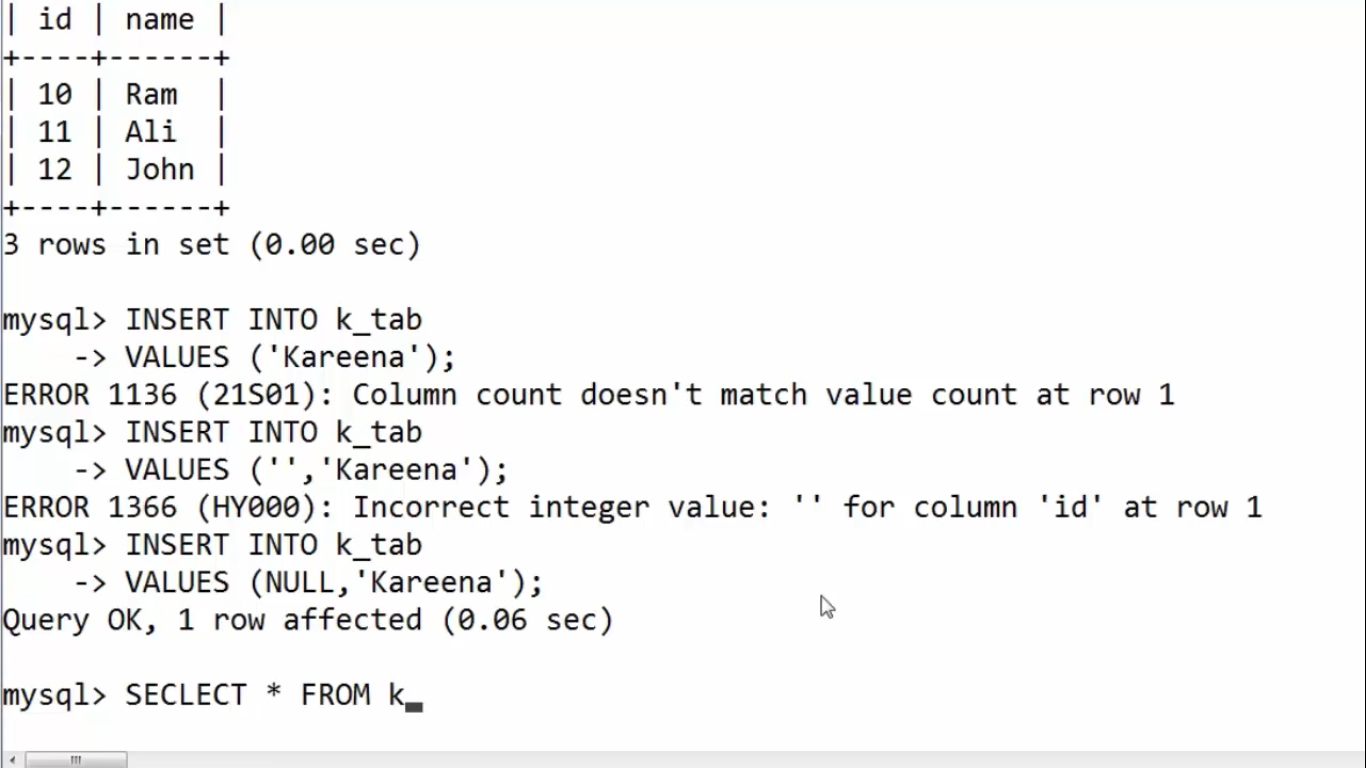 | id | name |
+----+------+
| 10 | Ram  |
| 11 | Ali  |
| 12 | John |
+----+------+
3 rows in set (0.00 sec)

mysql> INSERT INTO k_tab
    -> VALUES ('Kareena');
ERROR 1136 (21S01): Column count doesn't match value count at row 1
mysql> INSERT INTO k_tab
    -> VALUES ('','Kareena');
ERROR 1366 (HY000): Incorrect integer value: '' for column 'id' at row 1
mysql> INSERT INTO k_tab
    -> VALUES (NULL,'Kareena');
Query OK, 1 row affected (0.06 sec)

mysql> SECLECT * FROM k_